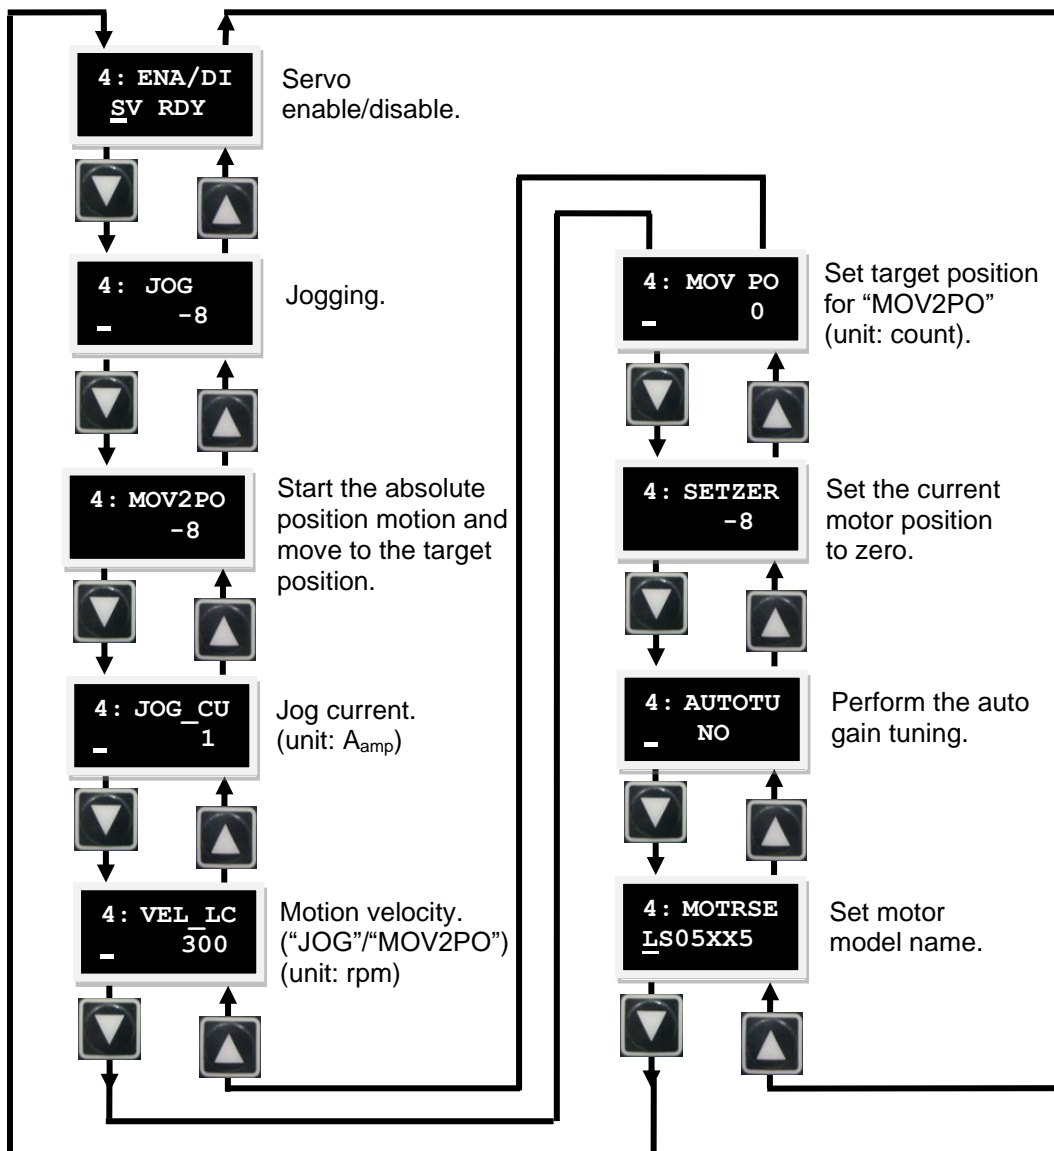 4: ENA/DI
SV RDY
Servo
enable/disable.
4: JOG
-8
Jogging.
4: MOV2PO
-8
Start the absolute
position motion and
move to the target
position.
4: JOG_CU
1
Jog current.
(unit: Aamp)
4: VEL_LC
300
Motion velocity.
(“JOG”/“MOV2PO”)
(unit: rpm)
4: MOV PO
0
Set target position
for “MOV2PO”
(unit: count).
4: SETZER
-8
Set the current
motor position
to zero.
4: AUTOTU
NO
Perform the auto
gain tuning.
4: MOTRSE
LS05XX5
Set motor
model name.